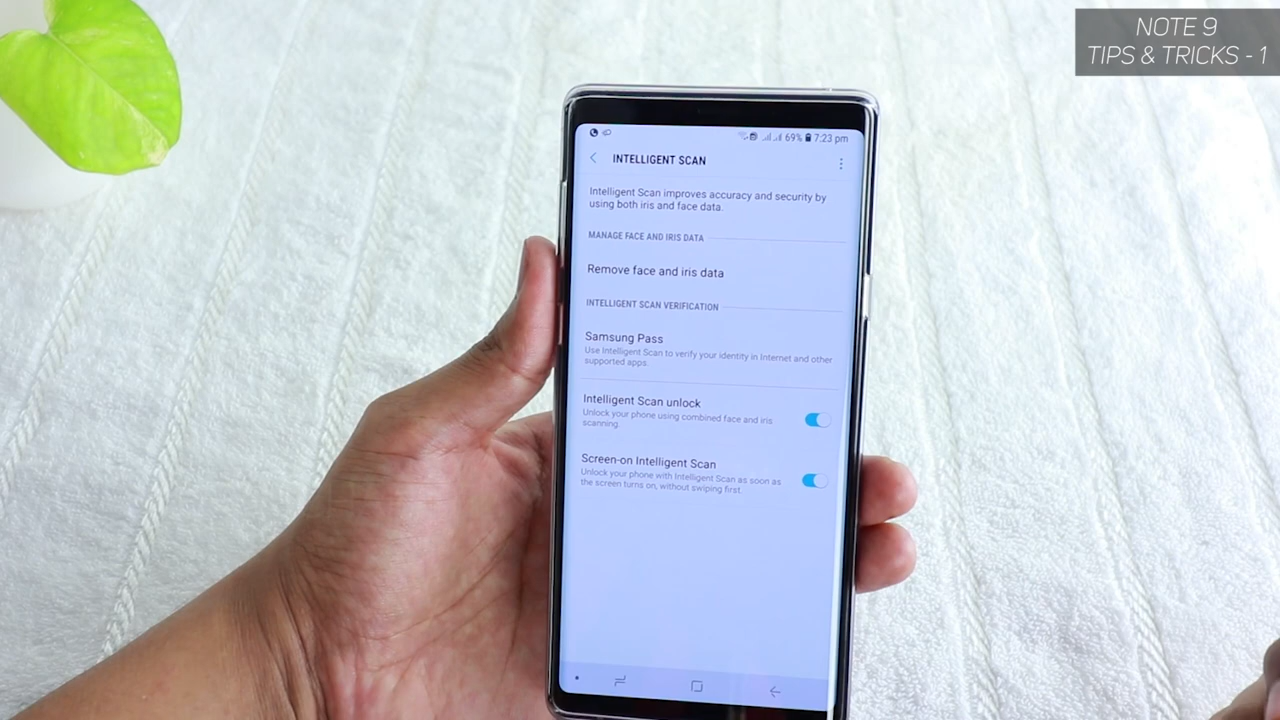 NOTE 9
TIPS & TRICKS - 1
69% 7:23 pm
INTELLIGENT SCAN
Intelligent Scan improves accuracy and security by
using both iris and face data.
MANAGE FACE AND IRIS DATA
Remove face and iris data
INTELLIGENT SCAN VERIFICATION
Samsung Pass
Use Intelligent Scan to verify your identity in Internet and other
supported apps.
Intelligent Scan unlock
Unlock your phone using combined face and iris
scanning.
Screen-on Intelligent Scan
Unlock your phone with Intelligent Scan as soon as
the screen turns on, without swiping first.